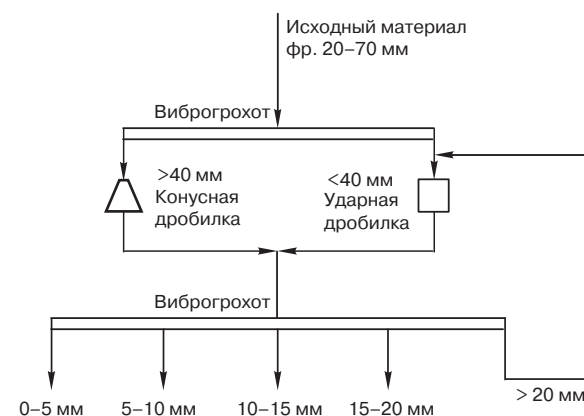 Исходный материал
фр. 20–70 мм
Виброгрохот
>40 мм
Конусная
дробилка
<40 мм
Ударная
дробилка
Виброгрохот
0–5 мм
5–10 мм
10–15 мм
15–20 мм
> 20 мм